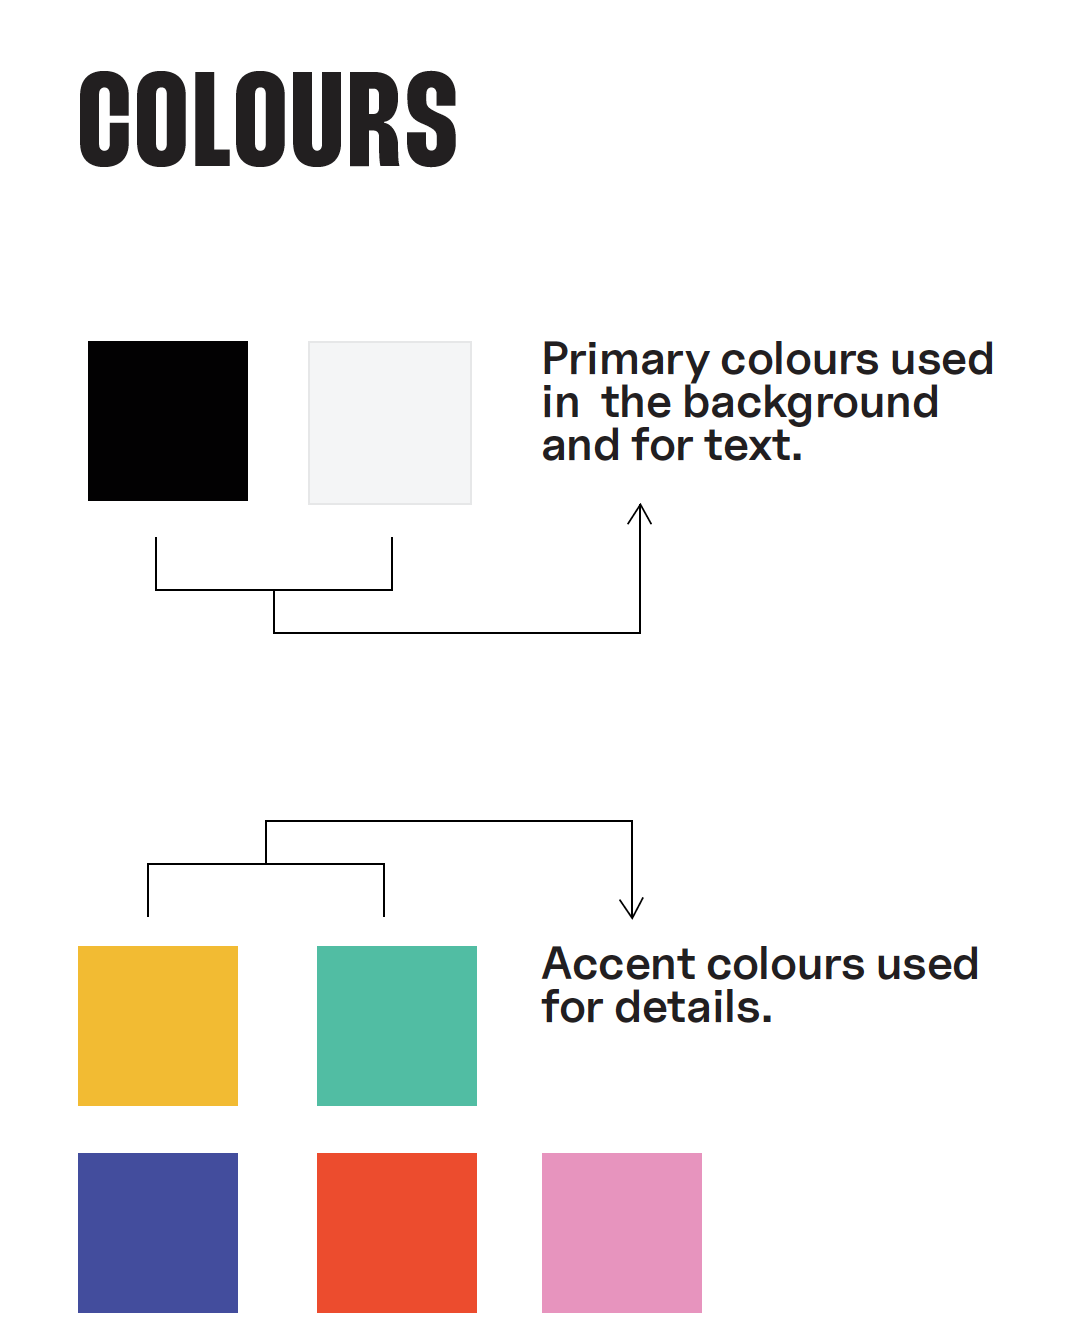 COLOURS
Primary colours used
in  the background
and for text.
Accent colours used
for details.